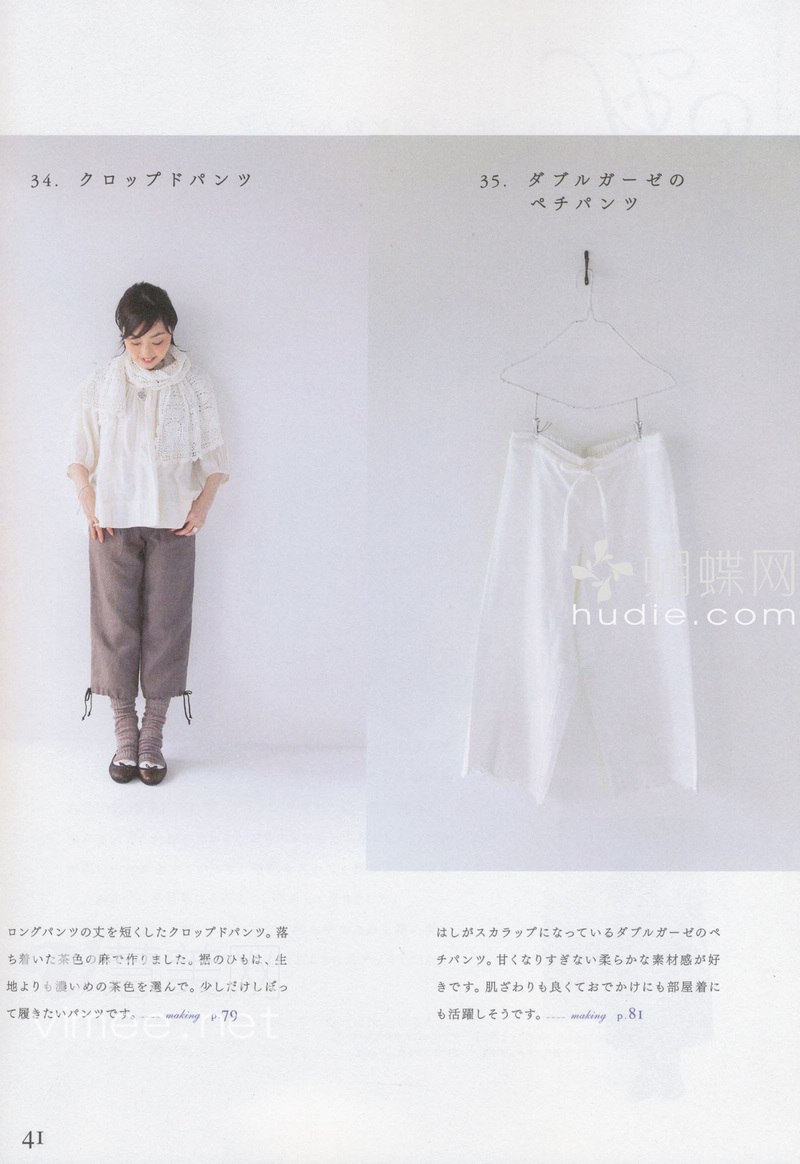 34. クロップドパンツ
35. ダブルガーゼの
ペチパンツ
蝴蝶网
hudie.com
ロングパンツの丈を短くしたクロップドパンツ。落
ち着いた茶色の麻で作りました。裾のひもは、生
地よりも濃いめの茶色を選んで。少しだけしぼっ
て履きたいパンツです。---- making p.79
はしがスカラップになっているダブルガーゼのペ
チパンツ。甘くなりすぎない柔らかな素材感が好
きです。肌ざわりも良くておでかけにも部屋着に
も活躍しそうです。---- making p.81
vimee.net
41